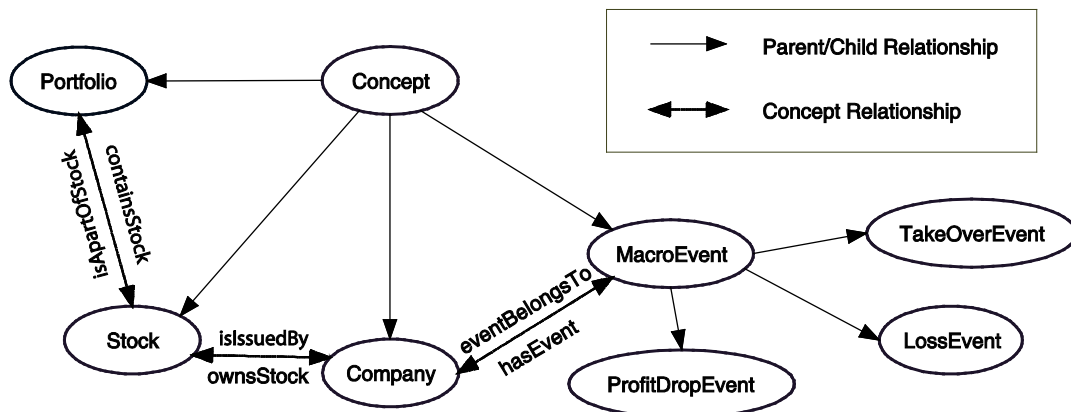 Parent/Child Relationship
Portfolio
Concept
Concept Relationship
containsStock
isApartOfStock
TakeOverEvent
MacroEvent
eventBelongsTo
hasEvent
Stock
isIssuedBy
ownsStock
Company
LossEvent
ProfitDropEvent